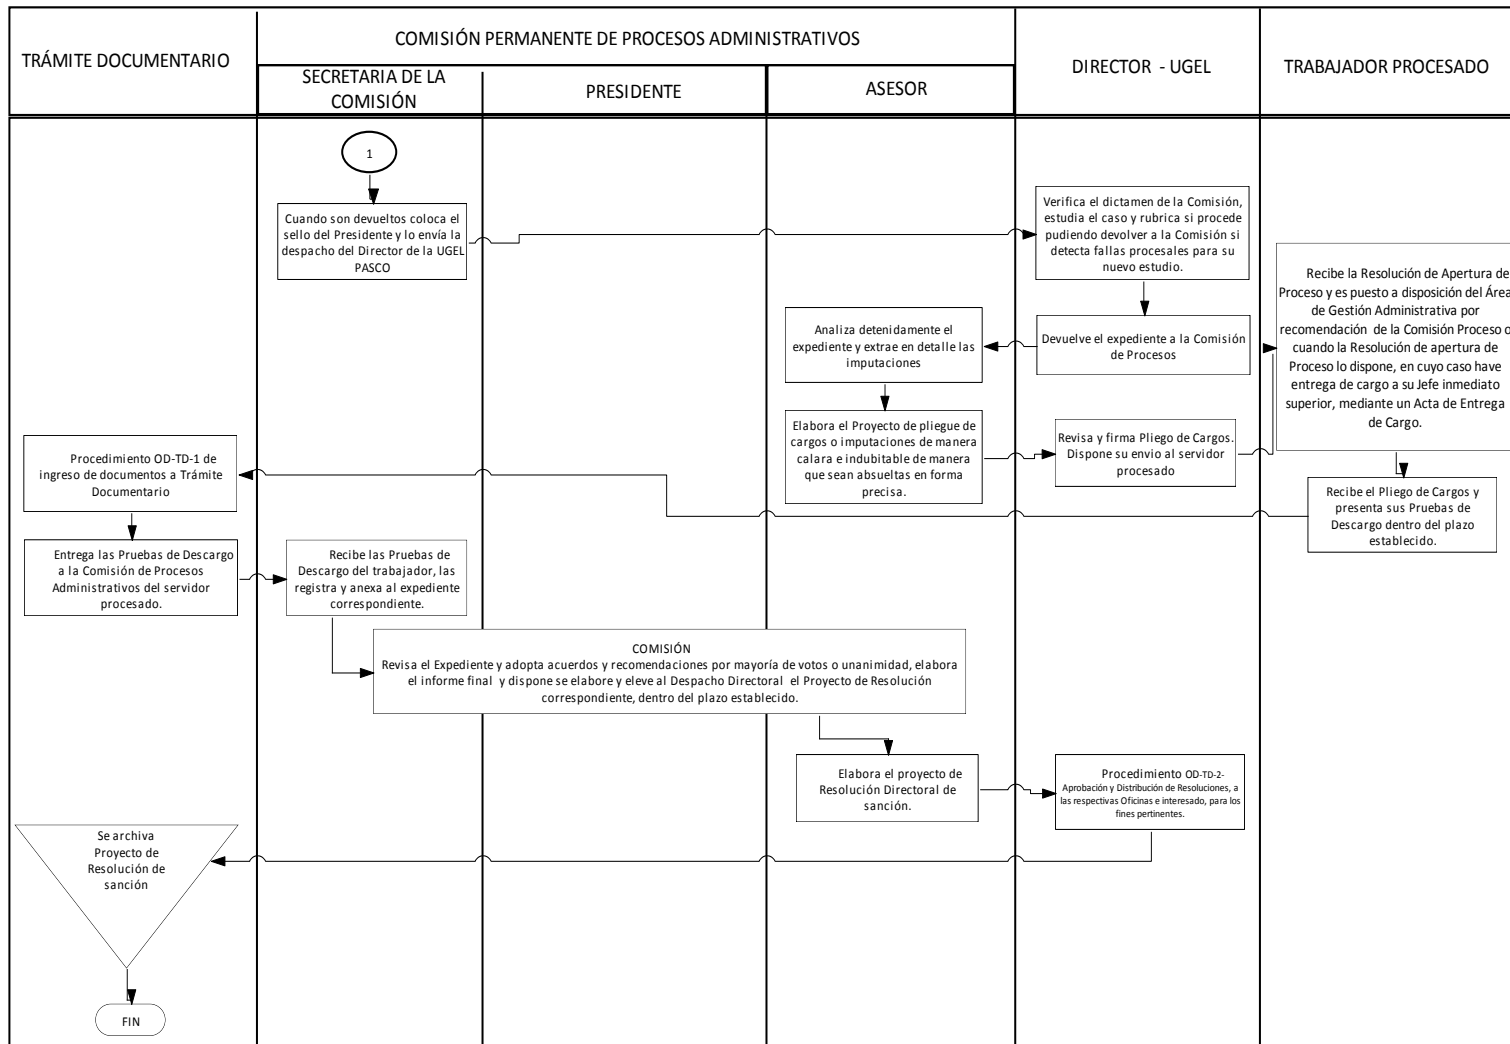 TRÁMITE DOCUMENTARIO
COMISIÓN PERMANENTE DE PROCESOS ADMINISTRATIVOS
SECRETARIA DE LA
COMISIÓN
PRESIDENTE
ASESOR
DIRECTOR - UGEL
TRABAJADOR PROCESADO
1
Cuando son devueltos coloca el
sello del Presidente y lo envía la
despacho del Director de la UGEL
PASCO
Verifica el dictamen de la Comisión,
estudia el caso y rubrica si procede
pudiendo devolver a la Comisión si
detecta fallas procesales para su
nuevo estudio.
Devuelve el expediente a la Comisión
de Procesos
Analiza detenidamente el
expediente y extrae en detalle las
imputaciones
Elabora el Proyecto de pliegue de
cargos o imputaciones de manera
calara e indubitable de manera
que sean absueltas en forma
precisa.
Revisa y firma Pliego de Cargos.
Dispone su envio al servidor
procesado
Recibe la Resolución de Apertura de
Proceso y es puesto a disposición del Área
de Gestión Administrativa por
recomendación de la Comisión Proceso o
cuando la Resolución de apertura de
Proceso lo dispone, en cuyo caso have
entrega de cargo a su Jefe inmediato
superior, mediante un Acta de Entrega
de Cargo.
Recibe el Pliego de Cargos y
presenta sus Pruebas de
Descargo dentro del plazo
establecido.
Procedimiento OD-TD-1 de
ingreso de documentos a Trámite
Documentario
Entrega las Pruebas de Descargo
a la Comisión de Procesos
Administrativos del servidor
procesado.
Recibe las Pruebas de
Descargo del trabajador, las
registra y anexa al expediente
correspondiente.
COMISIÓN
Revisa el Expediente y adopta acuerdos y recomendaciones por mayoría de votos o unanimidad, elabora
el informe final y dispone se elabore y eleve al Despacho Directoral el Proyecto de Resolución
correspondiente, dentro del plazo establecido.
Elabora el proyecto de
Resolución Directoral de
sanción.
Procedimiento OD-TD-2-
Aprobación y Distribución de Resoluciones, a
las respectivas Oficinas e interesado, para los
fines pertinentes.
Se archiva
Proyecto de
Resolución de
sanción
FIN